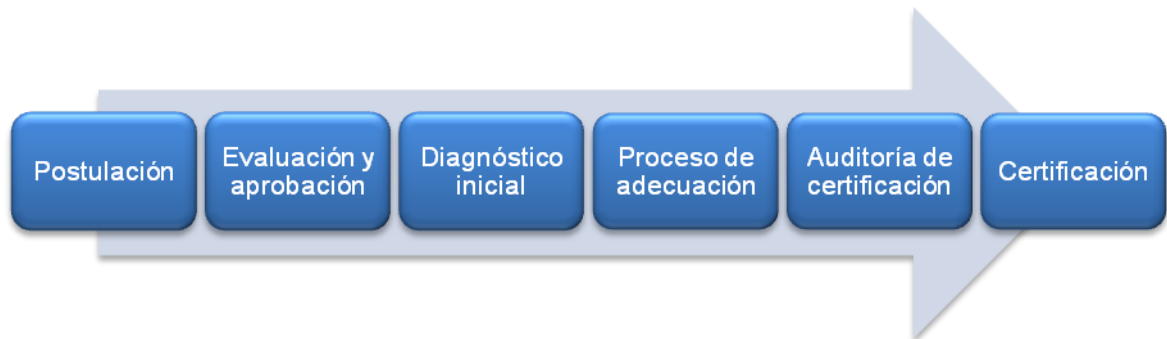 Postulación
Evaluación y
aprobación
Diagnóstico
inicial
Proceso de
adecuación
Auditoría de
certificación
Certificación